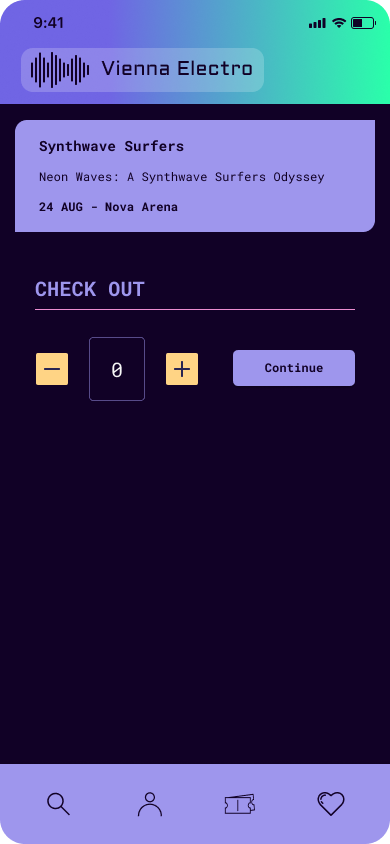 9:41
Vienna Electro
Synthwave Surfers
Neon Waves: A Synthwave Surfers Odyssey
24 AUG - Nova Arena
CHECK OUT
0
Continue